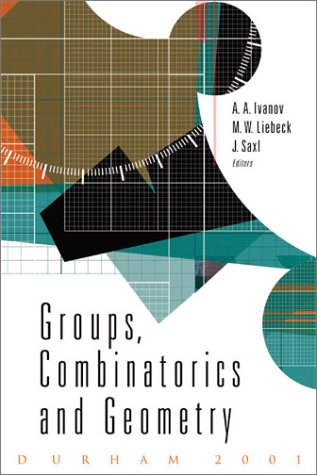 A. A. Ivanov
M. W. Liebeck
J. Saxl
Editors
Groups,
Combinatorics
and Geometry
DURHAM 2001